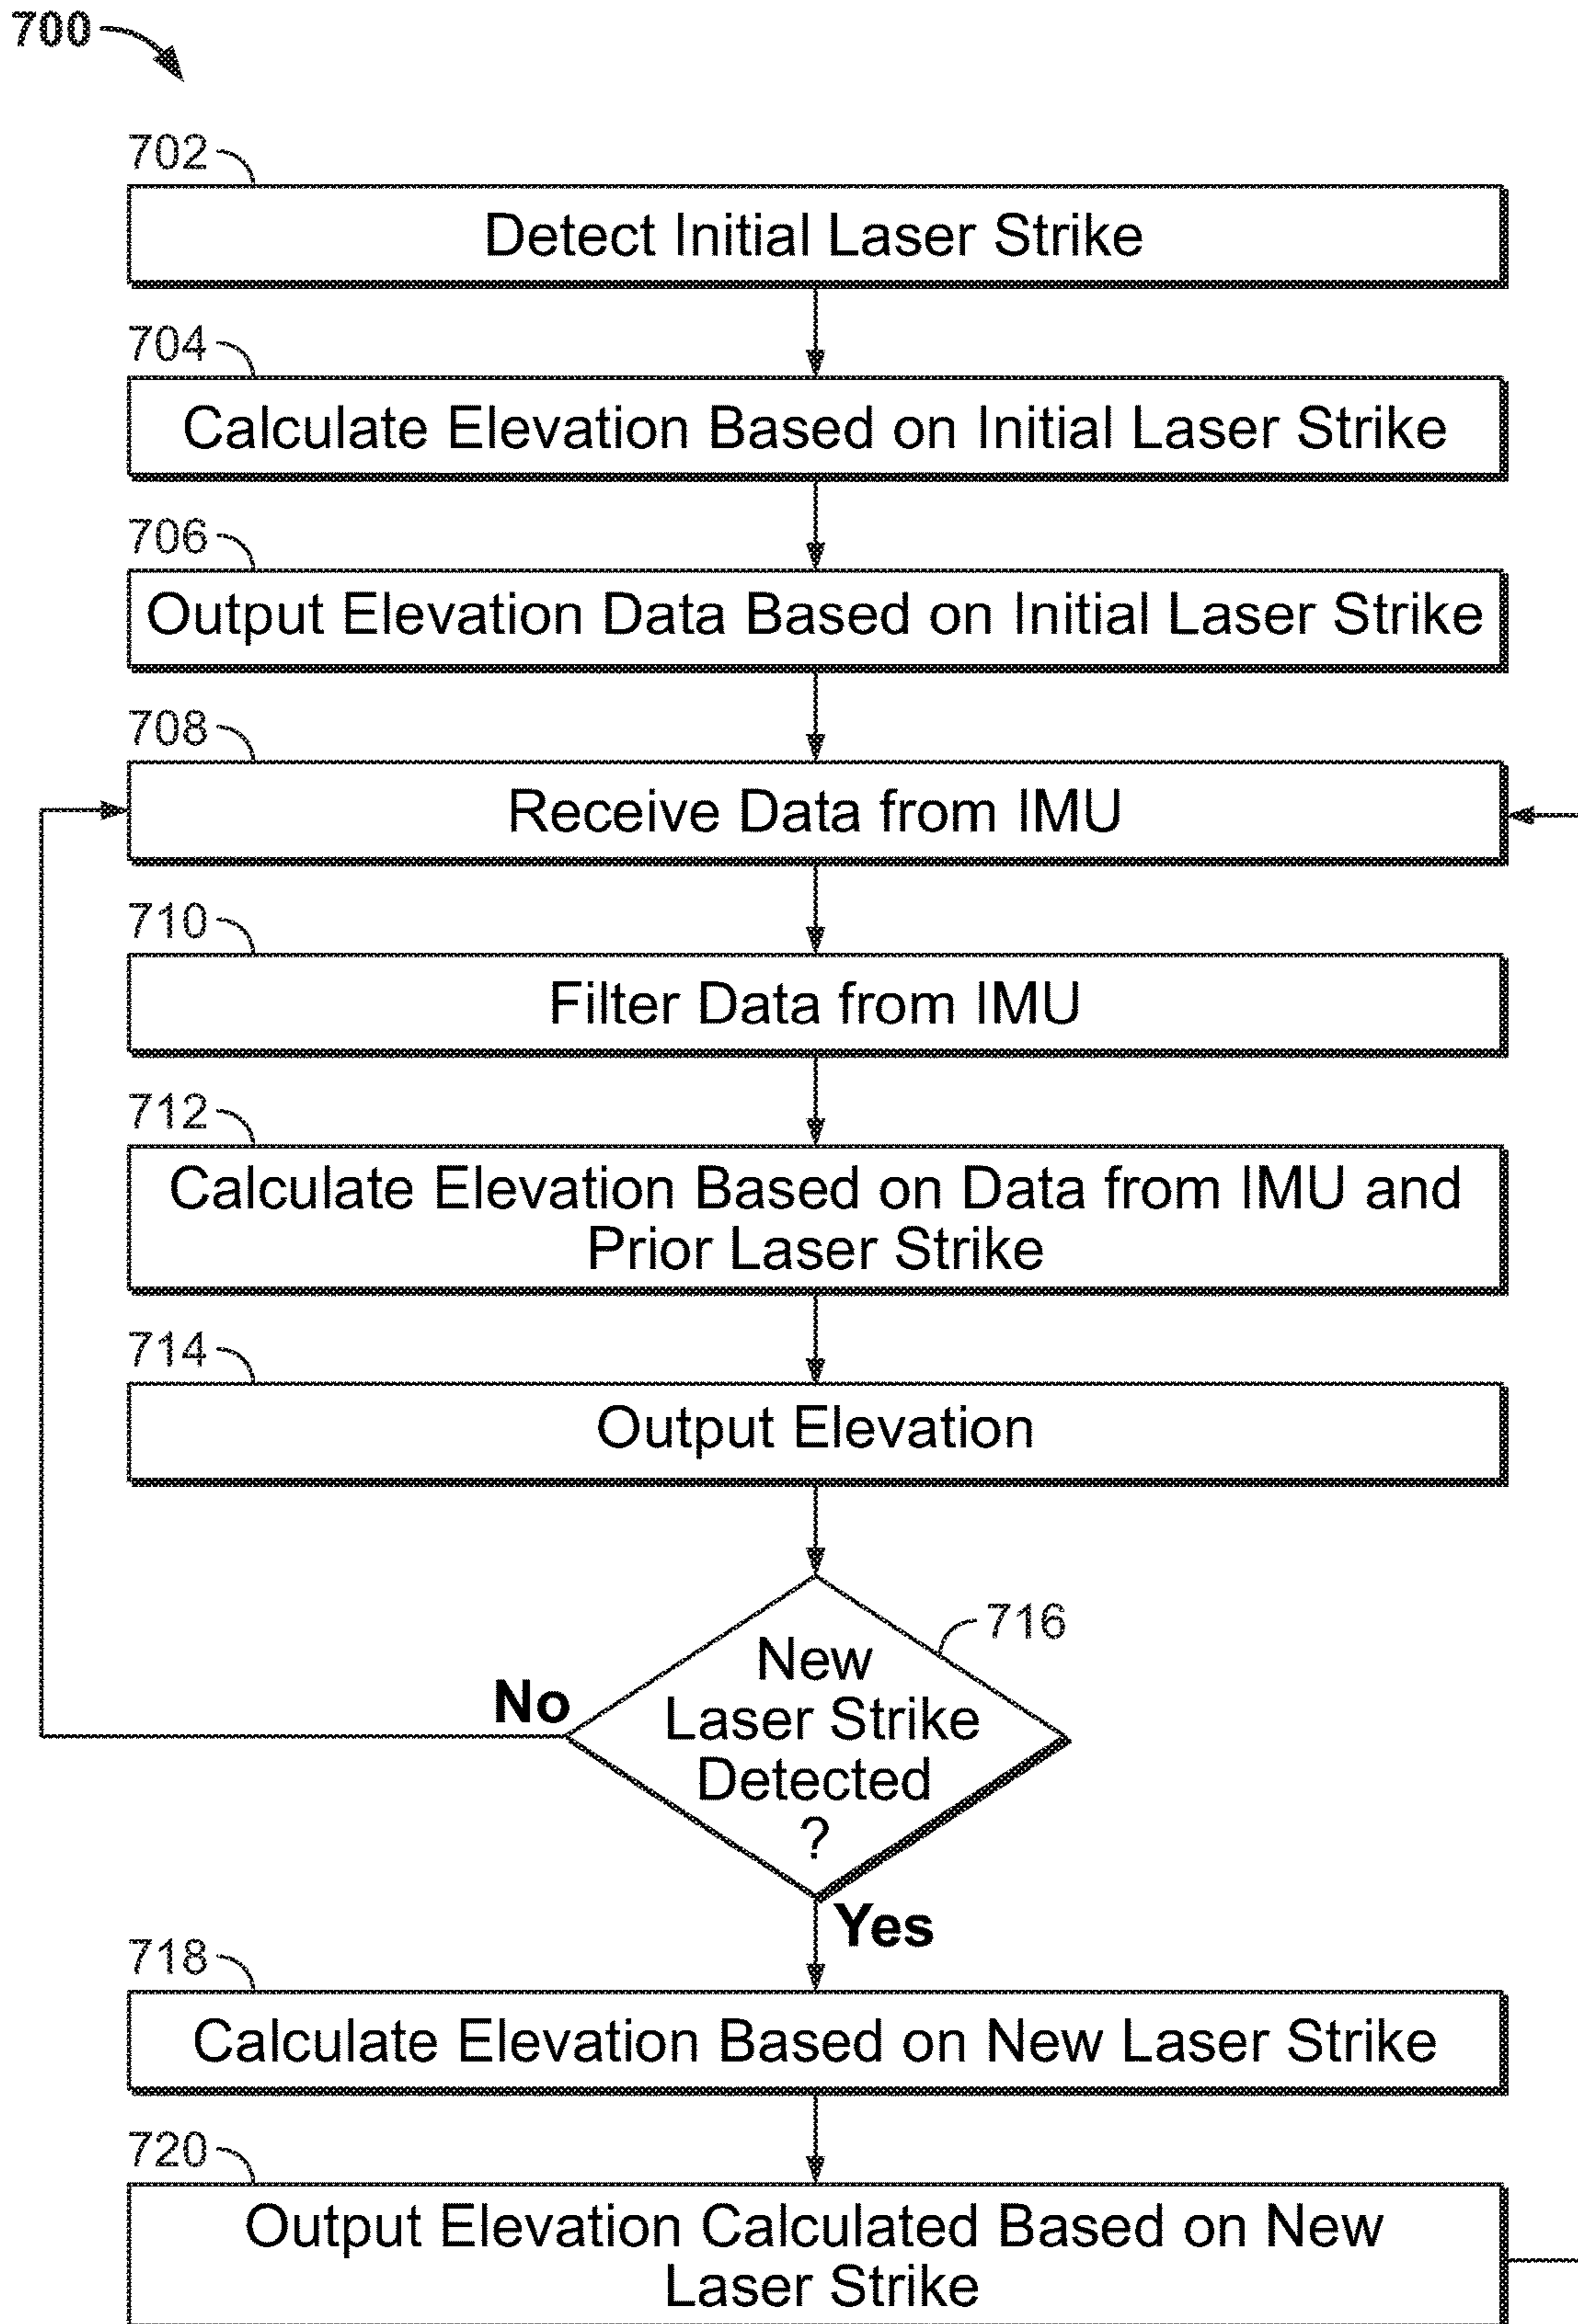 700
702
Detect Initial Laser Strike
704
Calculate Elevation Based on Initial Laser Strike
706
Output Elevation Data Based on Initial Laser Strike
708
Receive Data from IMU
710
Filter Data from IMU
712
Calculate Elevation Based on Data from IMU and
Prior Laser Strike
714
Output Elevation
716
New
Laser Strike
Detected
?
No
Yes
718
Calculate Elevation Based on New Laser Strike
720
Output Elevation Calculated Based on New
Laser Strike